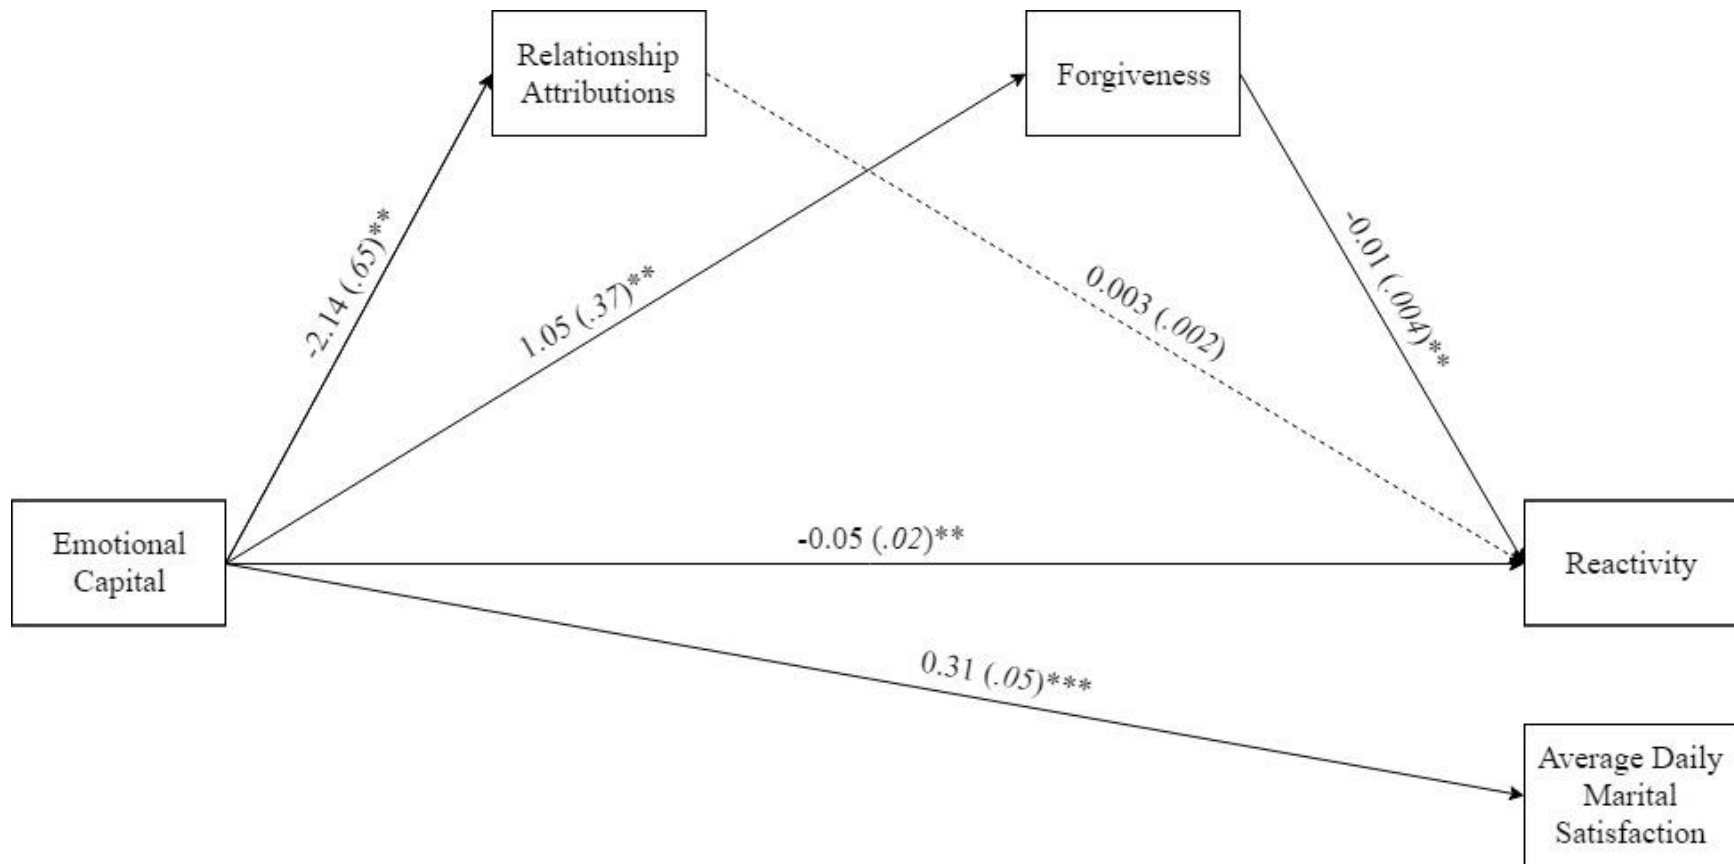 Relationship
Attributions
Forgiveness
-2.14 (.65)**
1.05 (.37)**
0.003 (.002)
-0.01 (.004)**
Emotional
Capital
-0.05 (.02)**
Reactivity
0.31 (.05)***
Average Daily
Marital
Satisfaction